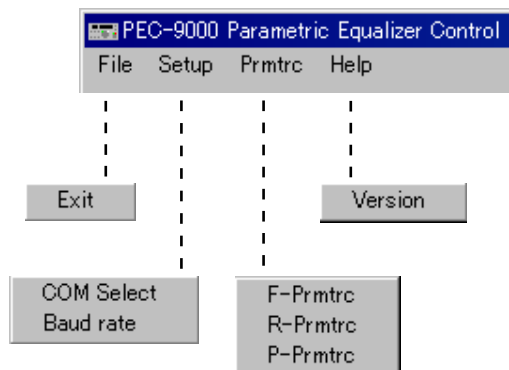 PEC-9000 Parametric Equalizer Control
File Setup Prmtrc Help
Exit
Version
COM Select
Baud rate
F-Prmtrc
R-Prmtrc
P-Prmtrc